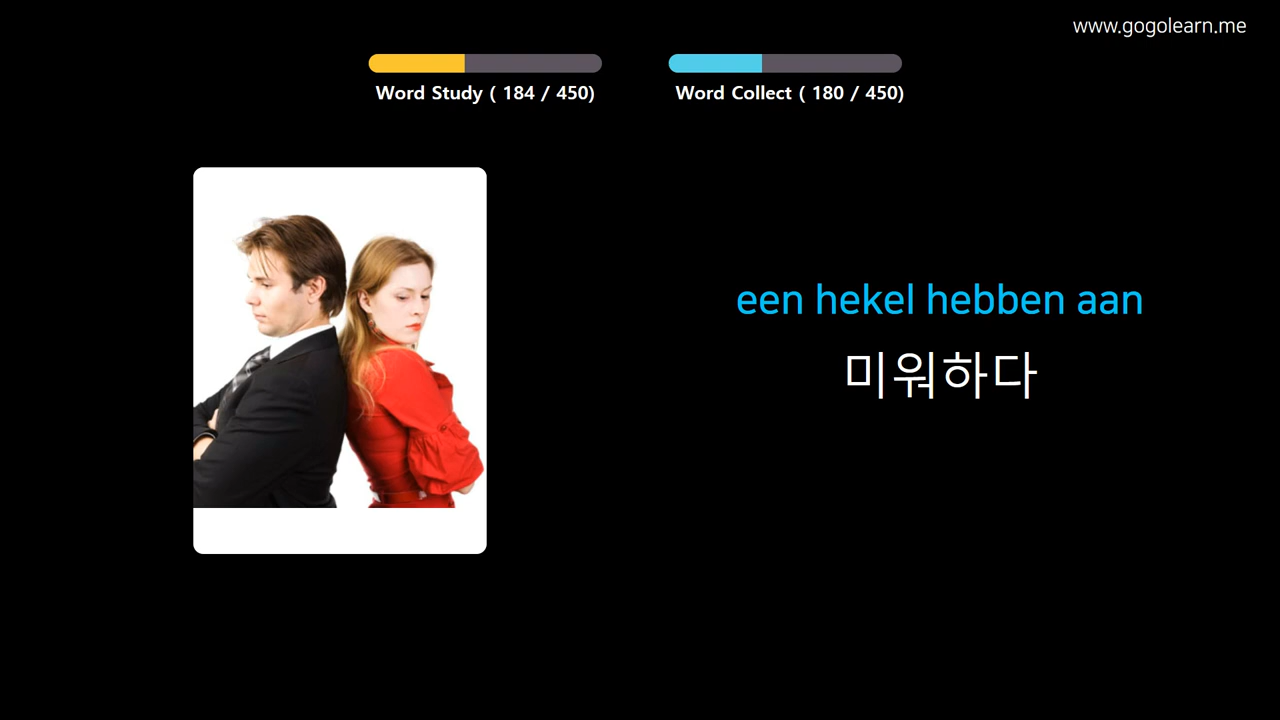 www.gogolearn.me
Word Study ( 184 / 450)
Word Collect ( 180 / 450)
een hekel hebben aan
미워하다